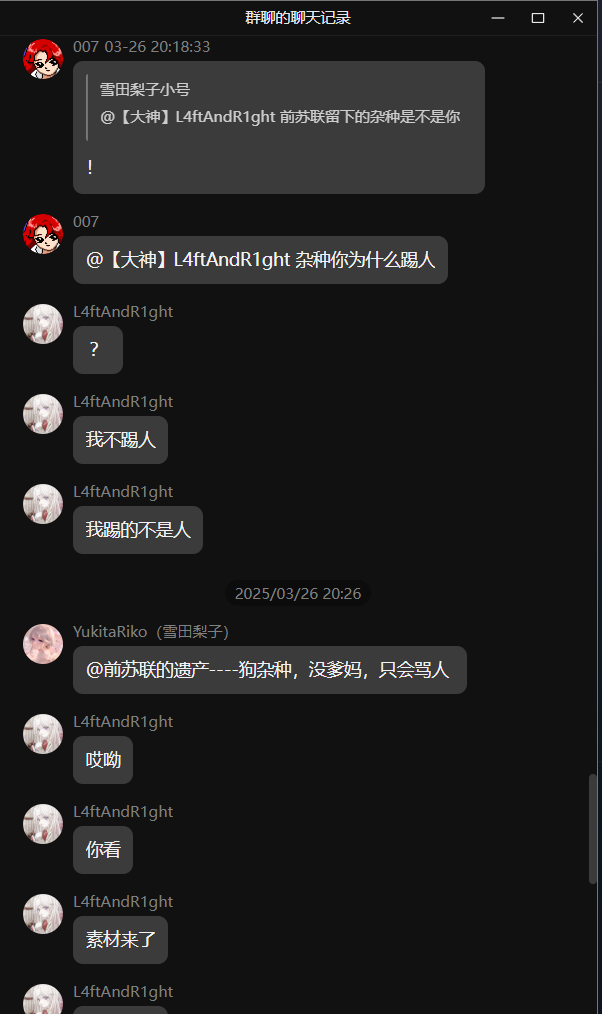 群聊的聊天记录
007 03-26 20:18:33
雪田梨子小号
@【大神】L4ftAndR1ght 前苏联留下的杂种是不是你
！
007
@【大神】L4ftAndR1ght 杂种你为什么踢人
L4ftAndR1ght
？
L4ftAndR1ght
我不踢人
L4ftAndR1ght
我踢的不是人
2025/03/26 20:26
YukitaRiko（雪田梨子）
@前苏联的遗产----狗杂种，没爹妈，只会骂人
L4ftAndR1ght
哎呦
L4ftAndR1ght
你看
L4ftAndR1ght
素材来了
L4ftAndR1ght